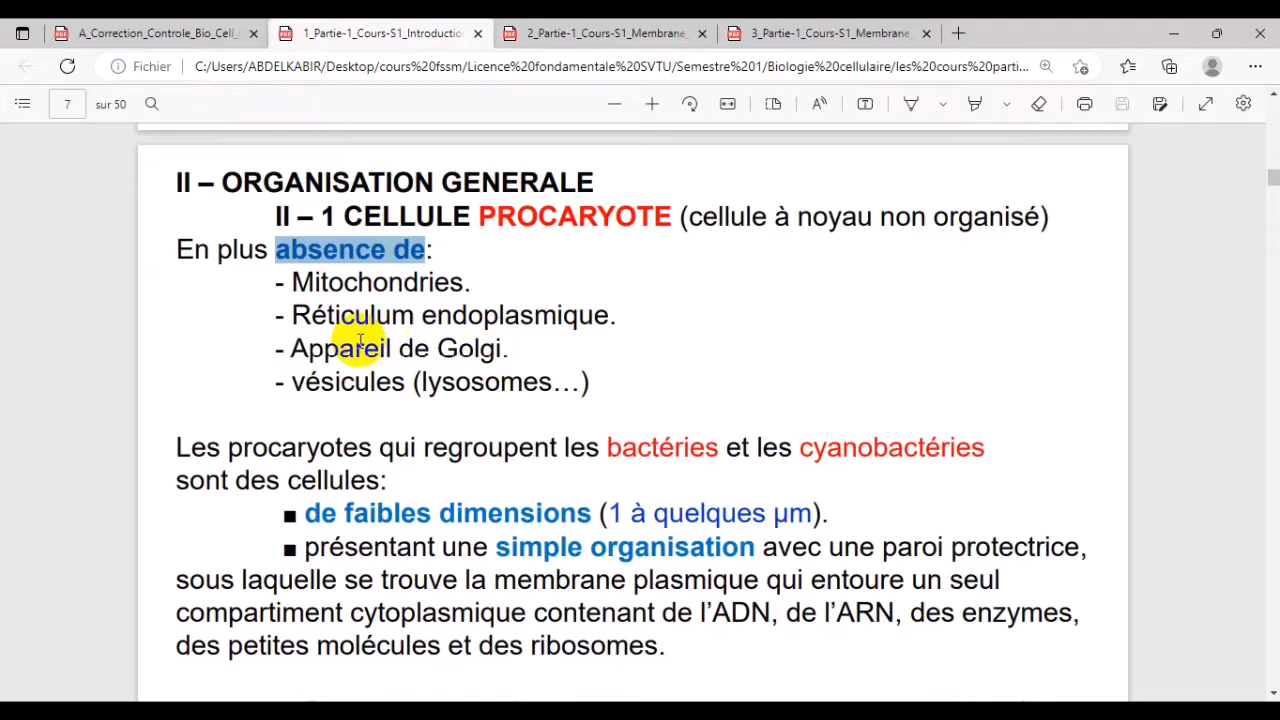 A_Correction_Controle_Bio_Cell_
1_Partie-1_Cours-S1_Introductio
2_Partie-1_Cours-S1_Membrane_
3_Partie-1_Cours-S1_Membrane_
Fichier
C:/Users/ABDELKABIR/Desktop/cours%20fssm/Licence%20fondamentale%20SVTU/Semestre%201/Biologie%20cellulaire/les%20cours%20parti...
7 sur 50
II – ORGANISATION GENERALE
II – 1 CELLULE PROCARYOTE (cellule à noyau non organisé)
En plus absence de:
- Mitochondries.
- Réticulum endoplasmique.
- Appareil de Golgi.
- vésicules (lysosomes…)
Les procaryotes qui regroupent les bactéries et les cyanobactéries
sont des cellules:
■ de faibles dimensions (1 à quelques µm).
■ présentant une simple organisation avec une paroi protectrice,
sous laquelle se trouve la membrane plasmique qui entoure un seul
compartiment cytoplasmique contenant de l’ADN, de l’ARN, des enzymes,
des petites molécules et des ribosomes.